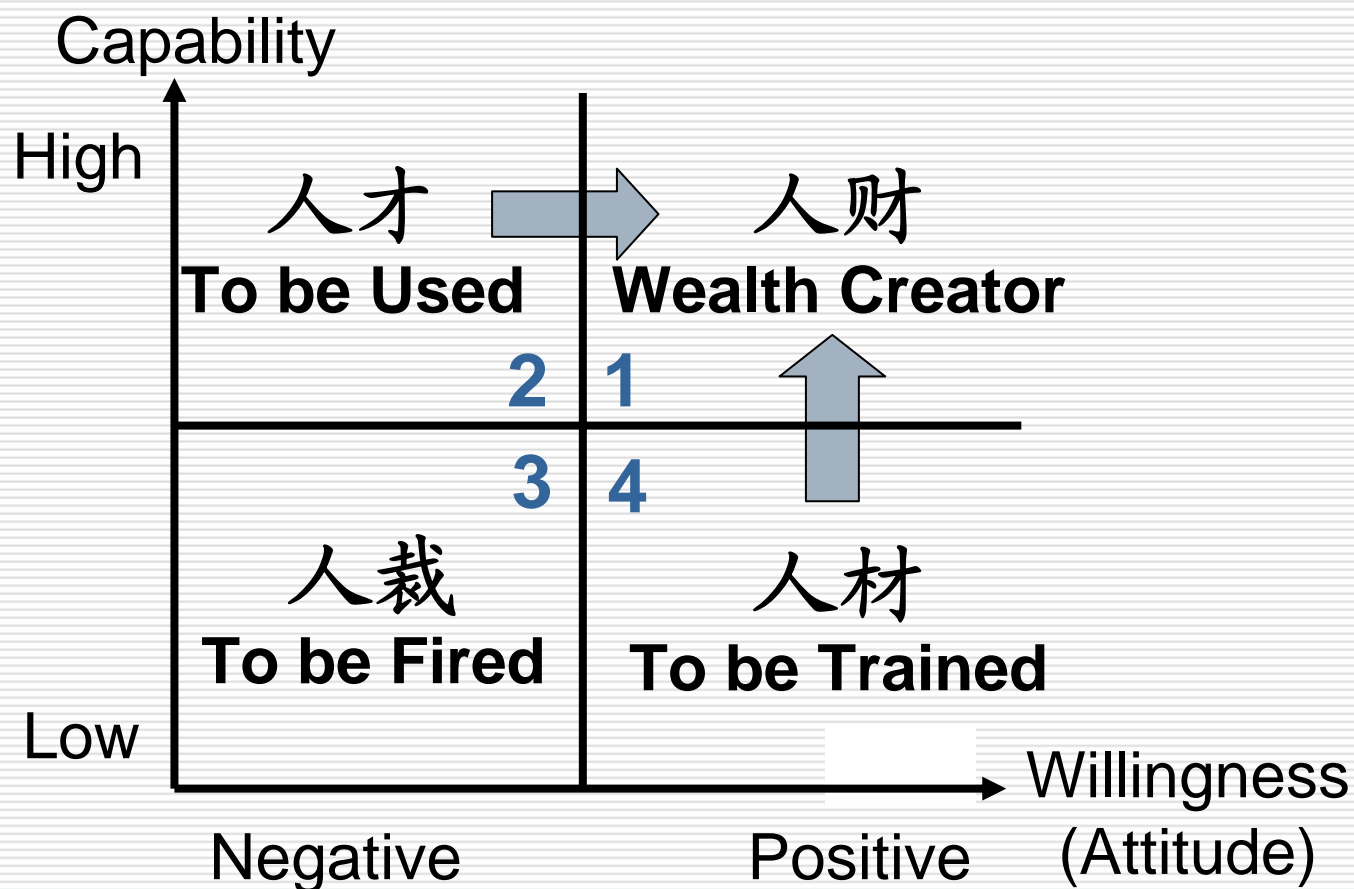 Capability
High
人才
人财
To be Used
Wealth Creator
2
1
3
4
人裁
人材
To be Fired
To be Trained
Low
Willingness
(Attitude)
Negative
Positive